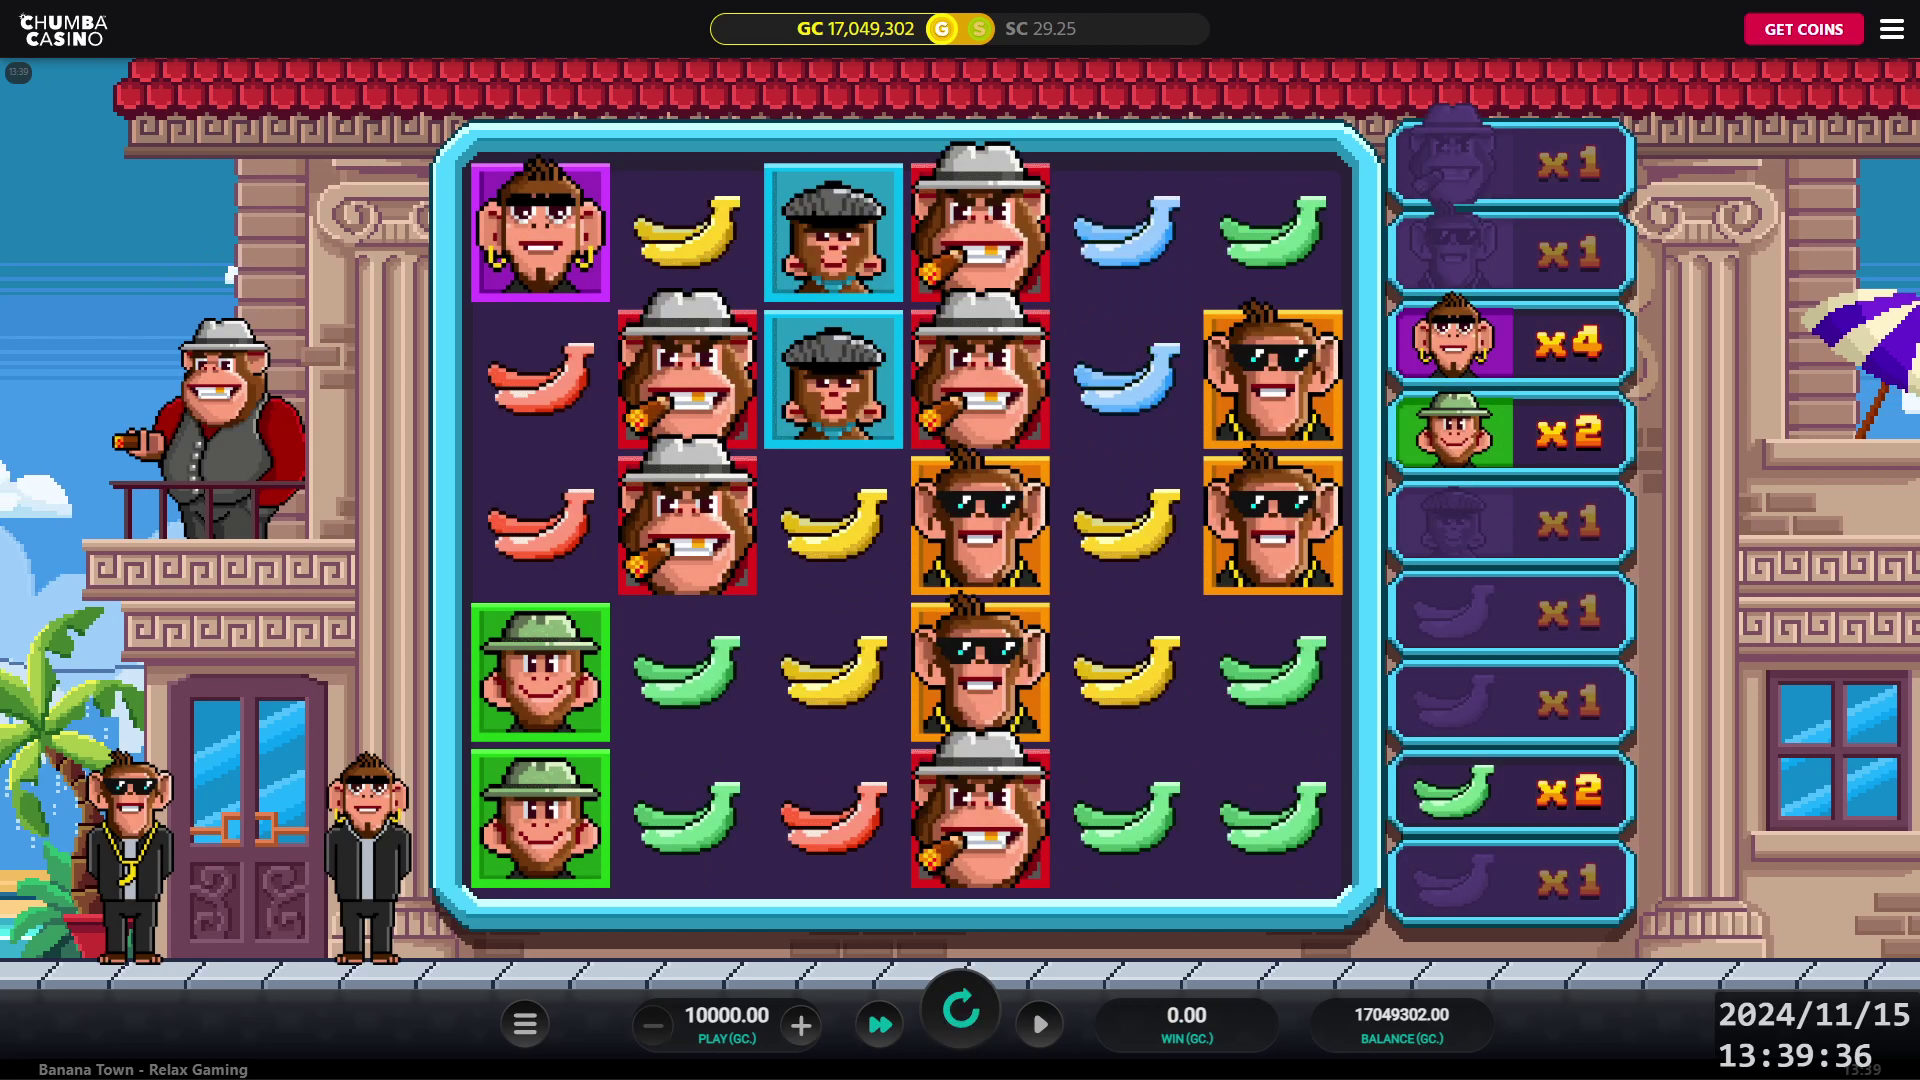 CHUMBA
CASINO
GC 17,049,302 G S SC 29.25
GET COINS
13:39
x1
x1
x4
x2
x1
x1
x1
x2
x1
10000.00
PLAY (GC.)
0.00
WIN (GC.)
17049302.00
BALANCE (GC.)
2024/11/15
13:39:36
13:39
Banana Town - Relax Gaming